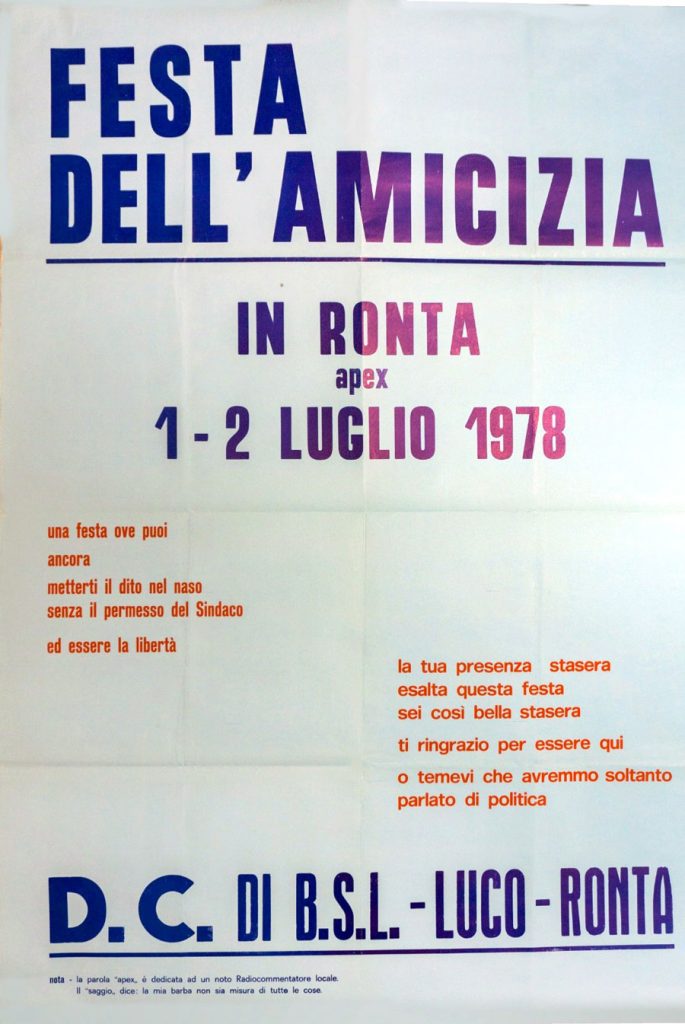 FESTA
DELL'AMICIZIA
IN RONTA
apex
1 - 2 LUGLIO 1978
una festa ove puoi
ancora
metterti il dito nel naso
senza il permesso del Sindaco
ed essere la libertà
la tua presenza stasera
esalta questa festa
sei così bella stasera
ti ringrazio per essere qui
o temevi che avremmo soltanto
parlato di politica
D.C. DI B.S.L. - LUCO - RONTA
nota - la parola "apex„ è dedicata ad un noto Radiocommentatore locale.
Il "saggio„ dice: la mia barba non sia misura di tutte le cose.